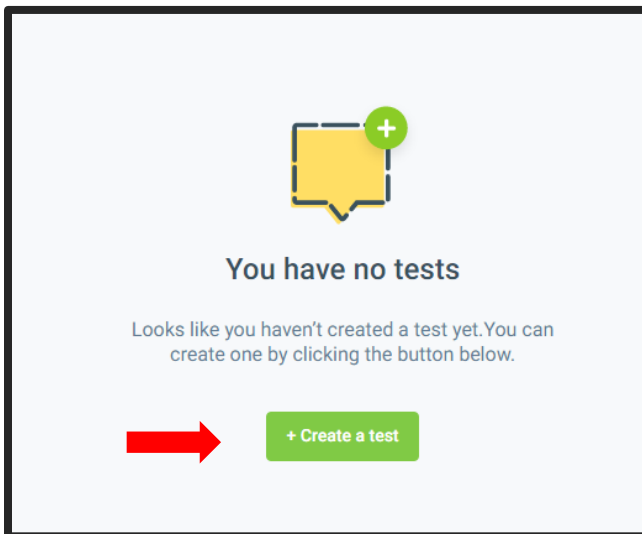 You have no tests
Looks like you haven't created a test yet.You can
create one by clicking the button below.
+ Create a test